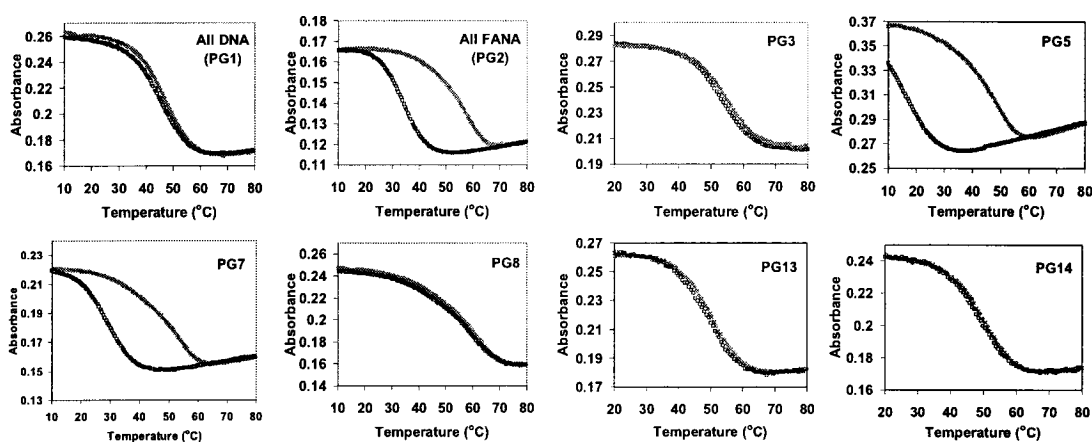 All DNA
(PG1)
Absorbance
0.26
0.24
0.22
0.20
0.18
0.16
10 20 30 40 50 60 70 80
Temperature (°C)
All FANA
(PG2)
Absorbance
0.17
0.16
0.14
0.13
0.11
10 20 30 40 50 60 70 80
Temperature (°C)
PG3
Absorbance
0.29
0.27
0.25
0.23
0.21
0.19
20 30 40 50 60 70 80
Temperature (°C)
PG5
Absorbance
0.37
0.35
0.33
0.31
0.29
0.27
0.25
10 20 30 40 50 60 70 80
Temperature (°C)
PG7
Absorbance
0.23
0.21
0.19
0.17
0.15
0.13
10 20 30 40 50 60 70 80
Temperature (°C)
PG8
Absorbance
0.26
0.24
0.22
0.2
0.18
0.16
0.14
10 20 30 40 50 60 70 80
Temperature (°C)
PG13
Absorbance
0.27
0.25
0.23
0.21
0.19
0.17
20 30 40 50 60 70 80
Temperature (°C)
PG14
Absorbance
0.24
0.22
0.2
0.18
0.16
20 30 40 50 60 70 80
Temperature (°C)